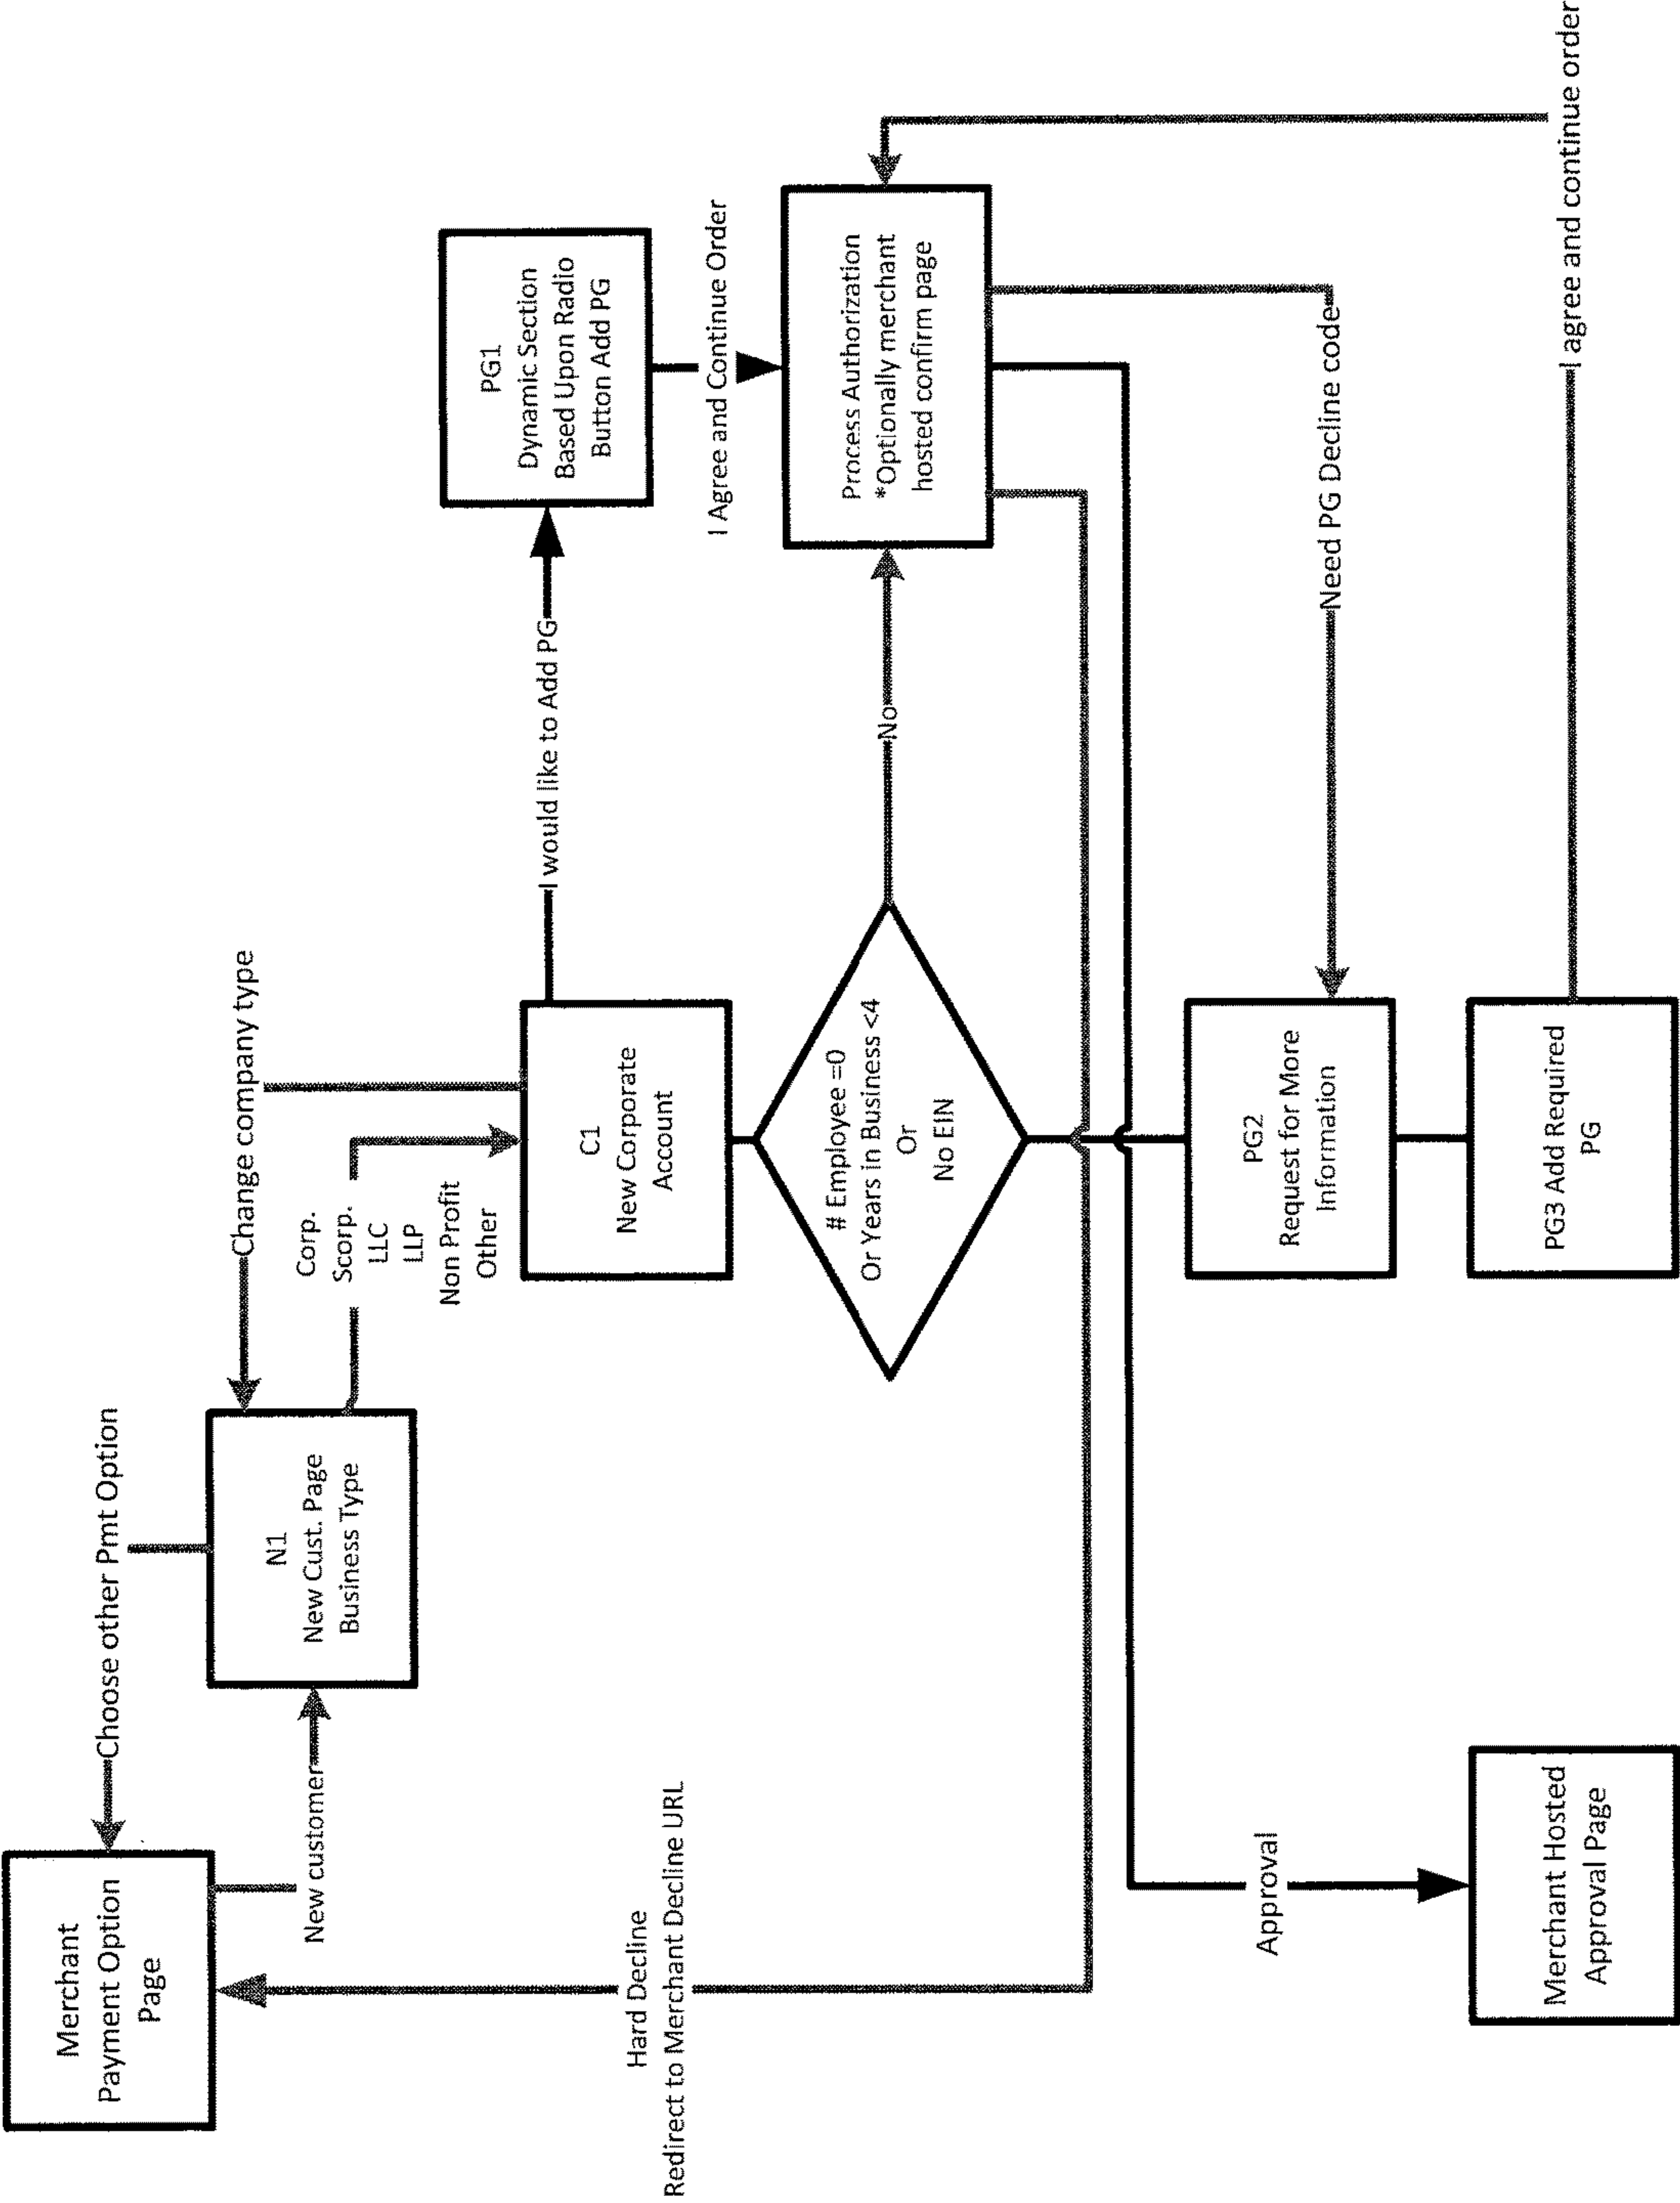 Merchant
Payment Option
Page
Choose other Pmt Option
New customer
N1
New Cust. Page
Business Type
Change company type
Corp.
Scorp.
LLC
LLP
Non Profit
Other
C1
New Corporate
Account
I would like to Add PG
PG1
Dynamic Section
Based Upon Radio
Button Add PG
I Agree and Continue Order
# Employee =0
Or Years in Business <4
Or
No EIN
No
Process Authorization
*Optionally merchant
hosted confirm page
Hard Decline
Redirect to Merchant Decline URL
Approval
Need PG Decline code
PG2
Request for More
Information
PG3 Add Required
PG
I agree and continue order
Merchant Hosted
Approval Page